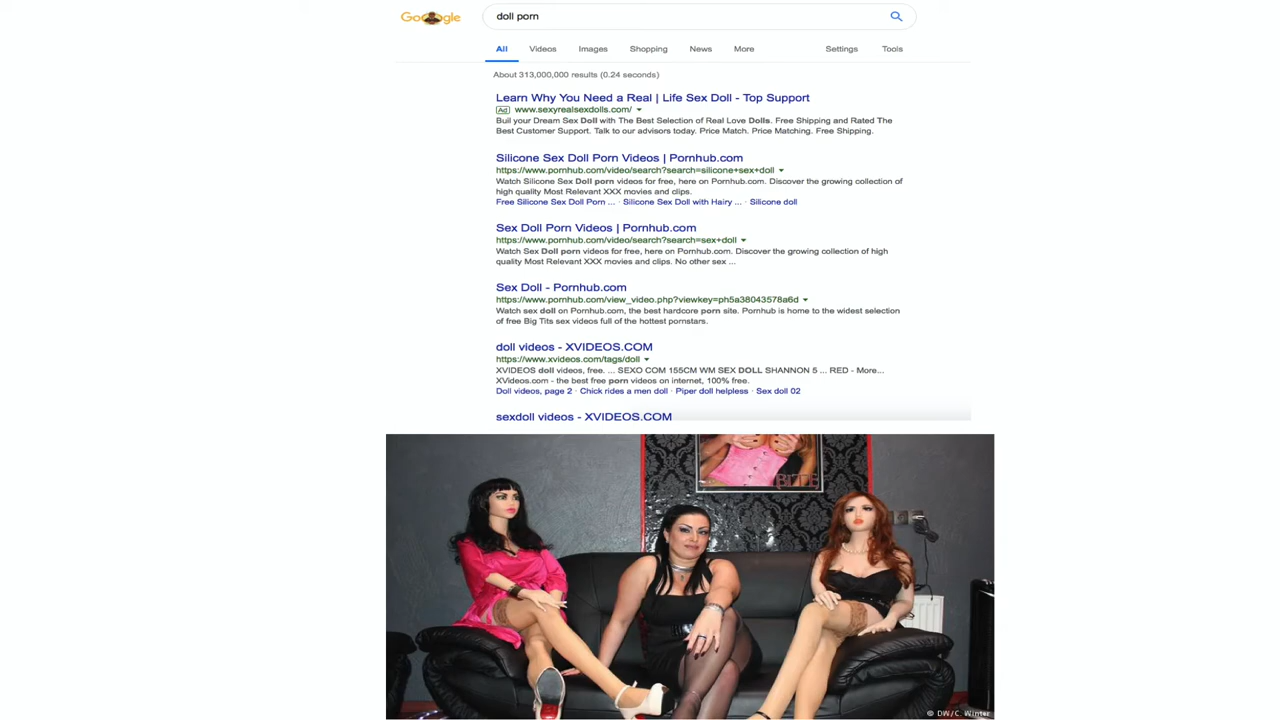 Google
doll porn
All Videos Images Shopping News More Settings Tools
About 313,000,000 results (0.24 seconds)
Learn Why You Need a Real | Life Sex Doll - Top Support
Ad www.sexyrealsexdolls.com/
Buil your Dream Sex Doll with The Best Selection of Real Love Dolls. Free Shipping and Rated The
Best Customer Support. Talk to our advisors today. Price Match. Price Matching. Free Shipping.
Silicone Sex Doll Porn Videos | Pornhub.com
https://www.pornhub.com/video/search?search=silicone+sex+doll
Watch Silicone Sex Doll porn videos for free, here on Pornhub.com. Discover the growing collection of
high quality Most Relevant XXX movies and clips.
Free Silicone Sex Doll Porn ... · Silicone Sex Doll with Hairy ... · Silicone doll
Sex Doll Porn Videos | Pornhub.com
https://www.pornhub.com/video/search?search=sex+doll
Watch Sex Doll porn videos for free, here on Pornhub.com. Discover the growing collection of high
quality Most Relevant XXX movies and clips. No other sex ...
Sex Doll - Pornhub.com
https://www.pornhub.com/view_video.php?viewkey=ph5a38043578a6d
Watch sex doll on Pornhub.com, the best hardcore porn site. Pornhub is home to the widest selection
of free Big Tits sex videos full of the hottest pornstars.
doll videos - XVIDEOS.COM
https://www.xvideos.com/tags/doll
XVIDEOS doll videos, free. ... SEXO COM 155CM WM SEX DOLL SHANNON 5 ... RED - More...
XVideos.com - the best free porn videos on internet, 100% free.
Doll videos, page 2 · Chick rides a men doll · Piper doll helpless · Sex doll 02
sexdoll videos - XVIDEOS.COM
BITE
© DW/C. Winter